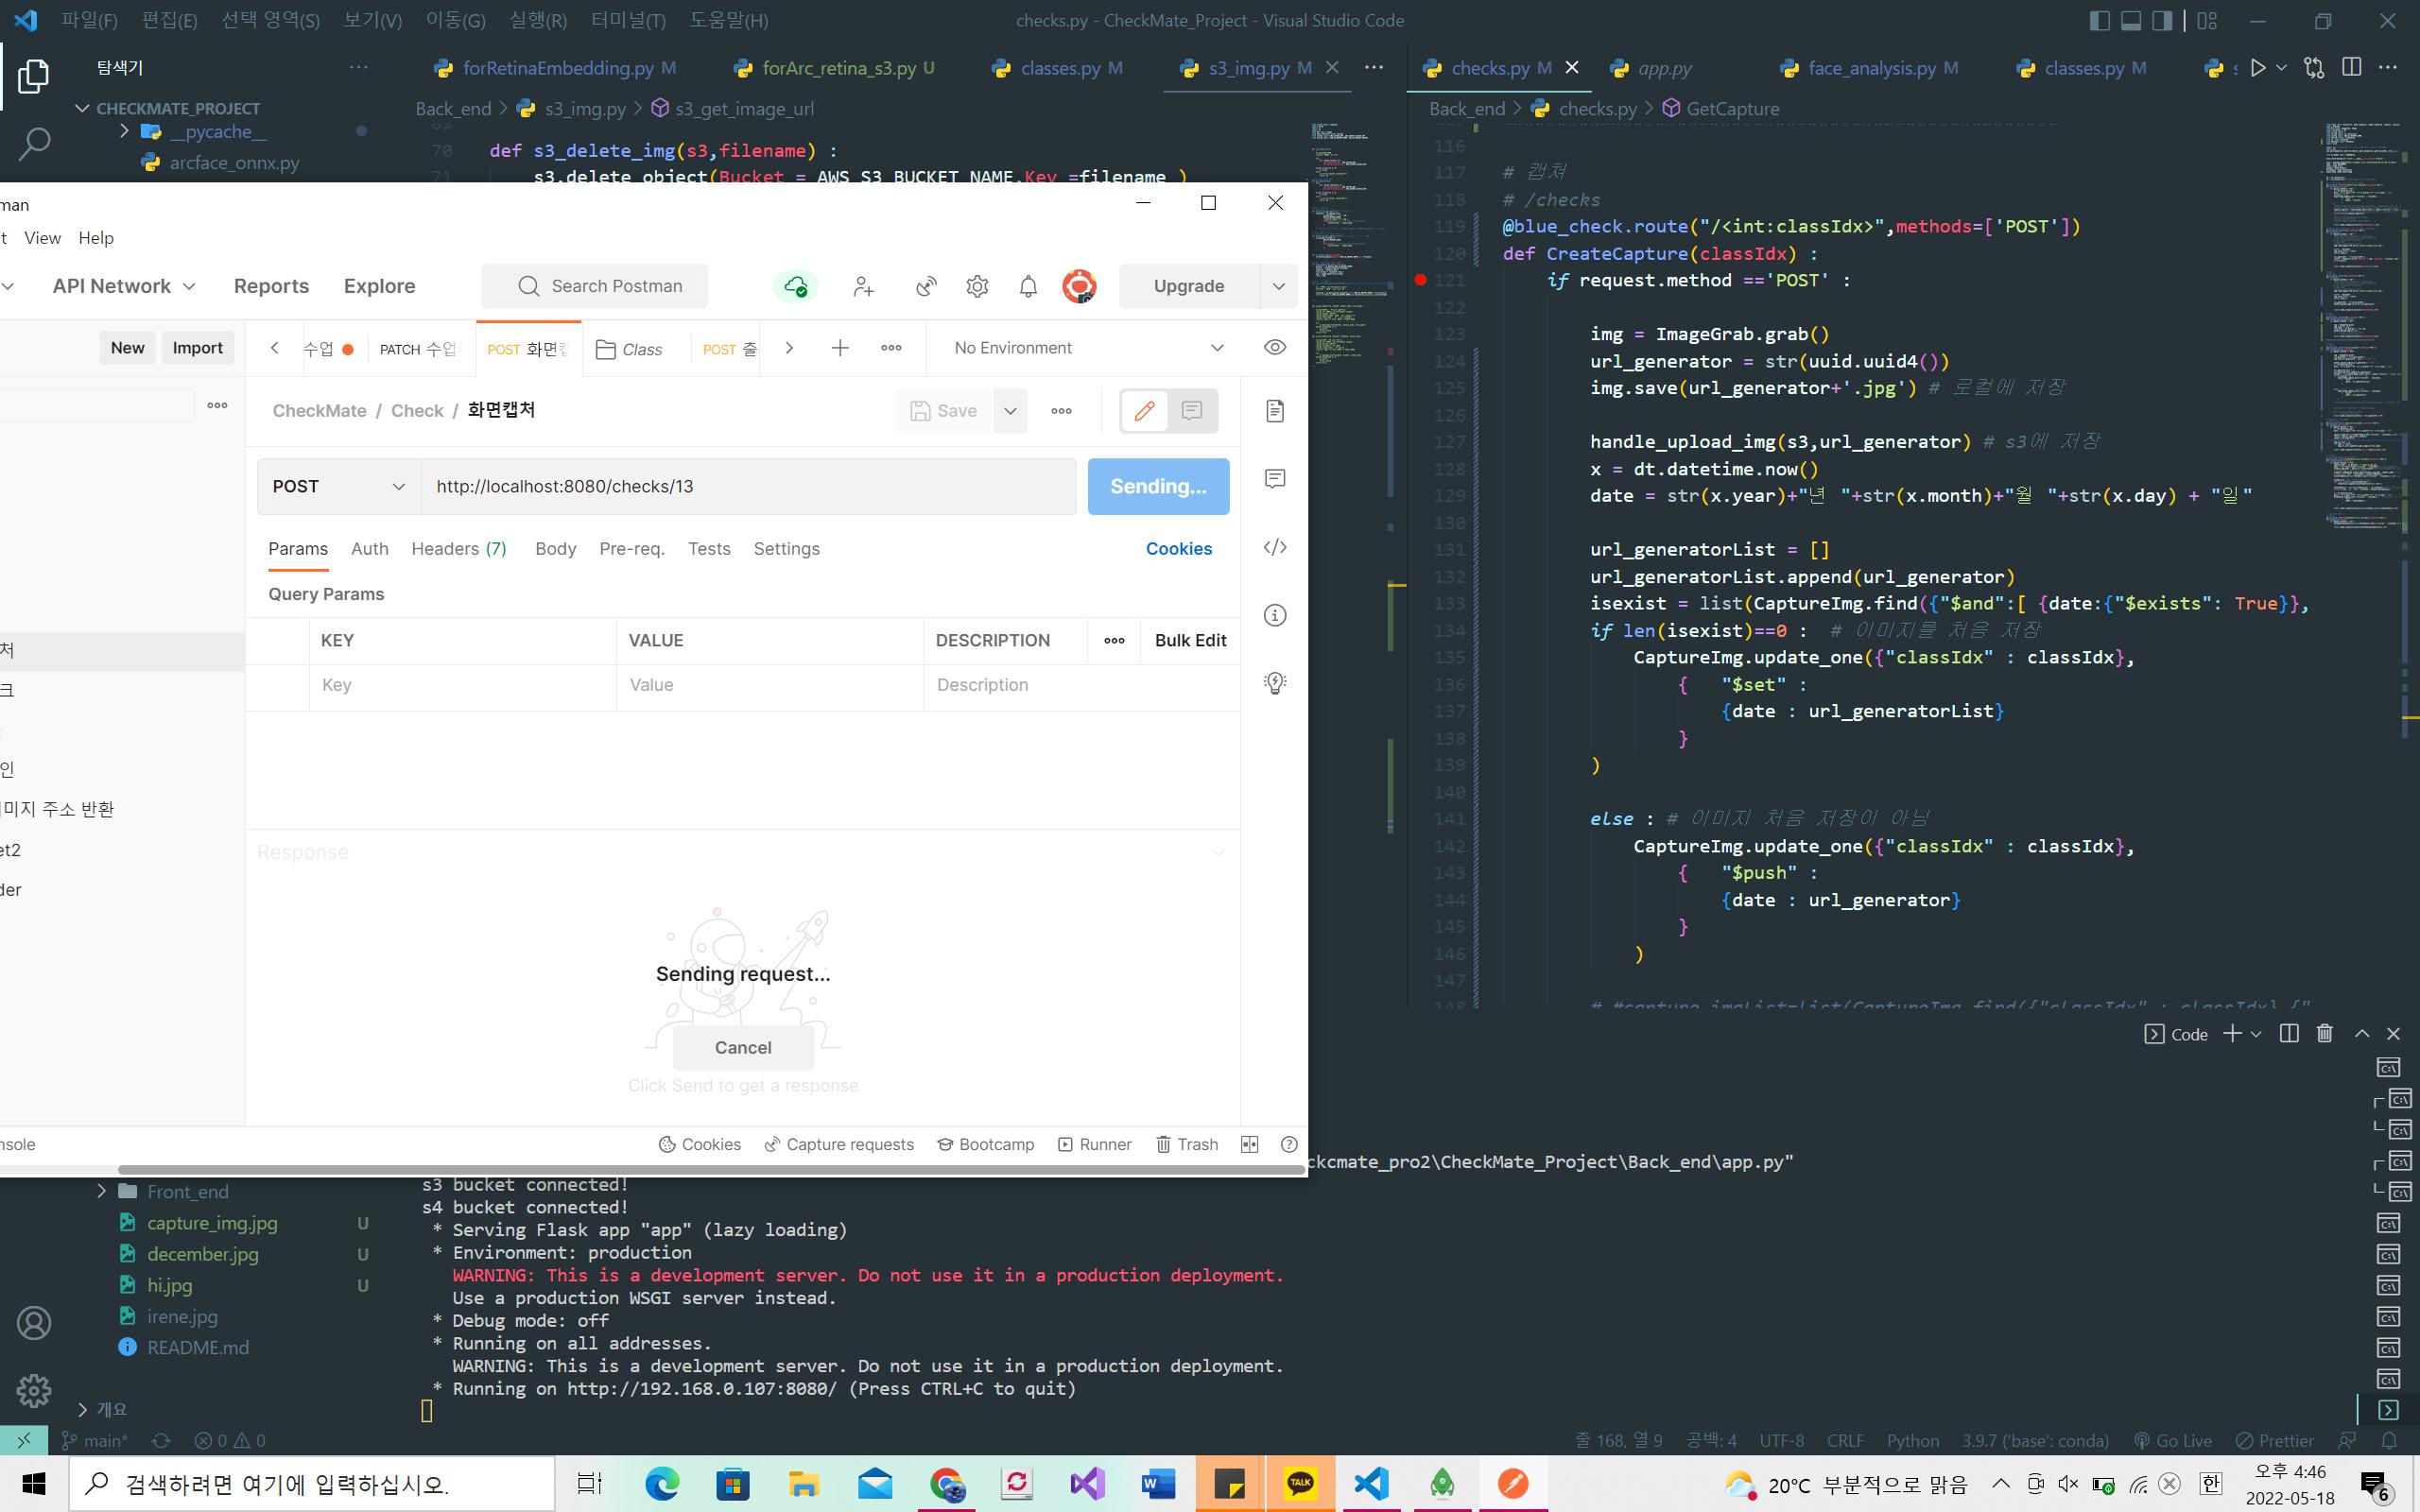 파일(F) 편집(E) 선택 영역(S) 보기(V) 이동(G) 실행(R) 터미널(T) 도움말(H)
checks.py - CheckMate_Project - Visual Studio Code
탐색기
CHECKMATE_PROJECT
__pycache__
arcface_onnx.py
forRetinaEmbedding.py M
forArc_retina_s3.py U
classes.py M
s3_img.py M
Back_end > s3_img.py > s3_get_image_url
70 def s3_delete_img(s3,filename) :
71 s3.delete_object(Bucket = AWS_S3_BUCKET_NAME,Key =filename )
checks.py M
app.py
face_analysis.py M
classes.py M
Back_end > checks.py > GetCapture
116
117 # 캡쳐
118 # /checks
119 @blue_check.route("/<int:classIdx>",methods=['POST'])
120 def CreateCapture(classIdx) :
121 if request.method =='POST' :
122
123 img = ImageGrab.grab()
124 url_generator = str(uuid.uuid4())
125 img.save(url_generator+'.jpg') # 로컬에 저장
126
127 handle_upload_img(s3,url_generator) # s3에 저장
128 x = dt.datetime.now()
129 date = str(x.year)+"년 "+str(x.month)+"월 "+str(x.day) + "일"
130
131 url_generatorList = []
132 url_generatorList.append(url_generator)
133 isexist = list(CaptureImg.find({"$and":[ {date:{"$exists": True}},
134 if len(isexist)==0 : # 이미지를 처음 저장
135 CaptureImg.update_one({"classIdx" : classIdx},
136 { "$set" :
137 {date : url_generatorList}
138 }
139 )
140
141 else : # 이미지 처음 저장이 아님
142 CaptureImg.update_one({"classIdx" : classIdx},
143 { "$push" :
144 {date : url_generator}
145 }
146 )
147
148 # #capture_imgList=list(CaptureImg.find({"classIdx" : classIdx},{"
man
t View Help
API Network Reports Explore
Search Postman
Upgrade
New Import
수업
PATCH 수업
POST 화면캡
Class
POST 출
No Environment
CheckMate / Check / 화면캡처
Save
POST http://localhost:8080/checks/13
Sending...
Params Auth Headers (7) Body Pre-req. Tests Settings
Cookies
Query Params
KEY VALUE DESCRIPTION Bulk Edit
Key Value Description
처
크
인
미지 주소 반환
et2
der
Response
Sending request...
Cancel
Click Send to get a response
nsole
Cookies Capture requests Bootcamp Runner Trash
Code
ckcmate_pro2\CheckMate_Project\Back_end\app.py"
s3 bucket connected!
s4 bucket connected!
* Serving Flask app "app" (lazy loading)
* Environment: production
WARNING: This is a development server. Do not use it in a production deployment.
Use a production WSGI server instead.
* Debug mode: off
* Running on all addresses.
WARNING: This is a development server. Do not use it in a production deployment.
* Running on http://192.168.0.107:8080/ (Press CTRL+C to quit)
Front_end
capture_img.jpg U
december.jpg U
hi.jpg U
irene.jpg
README.md
개요
main* 0 0
줄 168, 열 9 공백: 4 UTF-8 CRLF Python 3.9.7 ('base': conda) Go Live Prettier
검색하려면 여기에 입력하십시오.
TALK
20°C 부분적으로 맑음
한
오후 4:46
2022-05-18
6